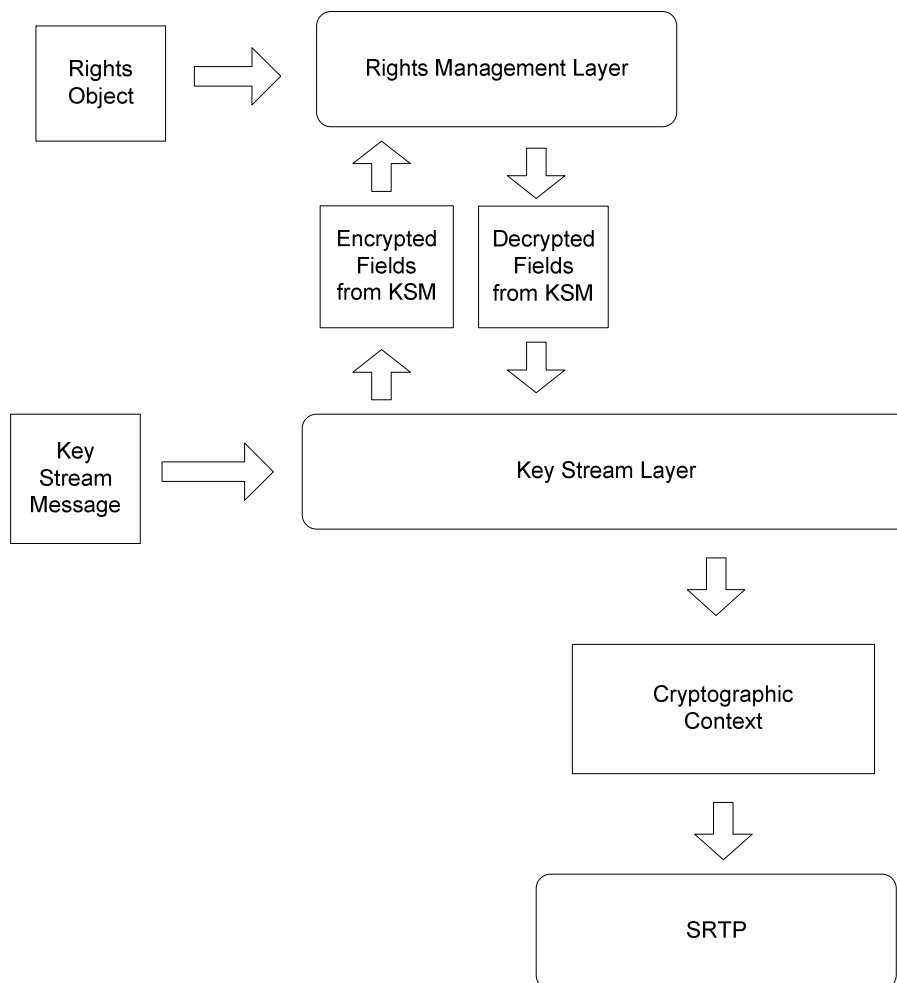 Rights
Object
Rights Management Layer
Encrypted
Fields
from KSM
Decrypted
Fields
from KSM
Key
Stream
Message
Key Stream Layer
Cryptographic
Context
SRTP